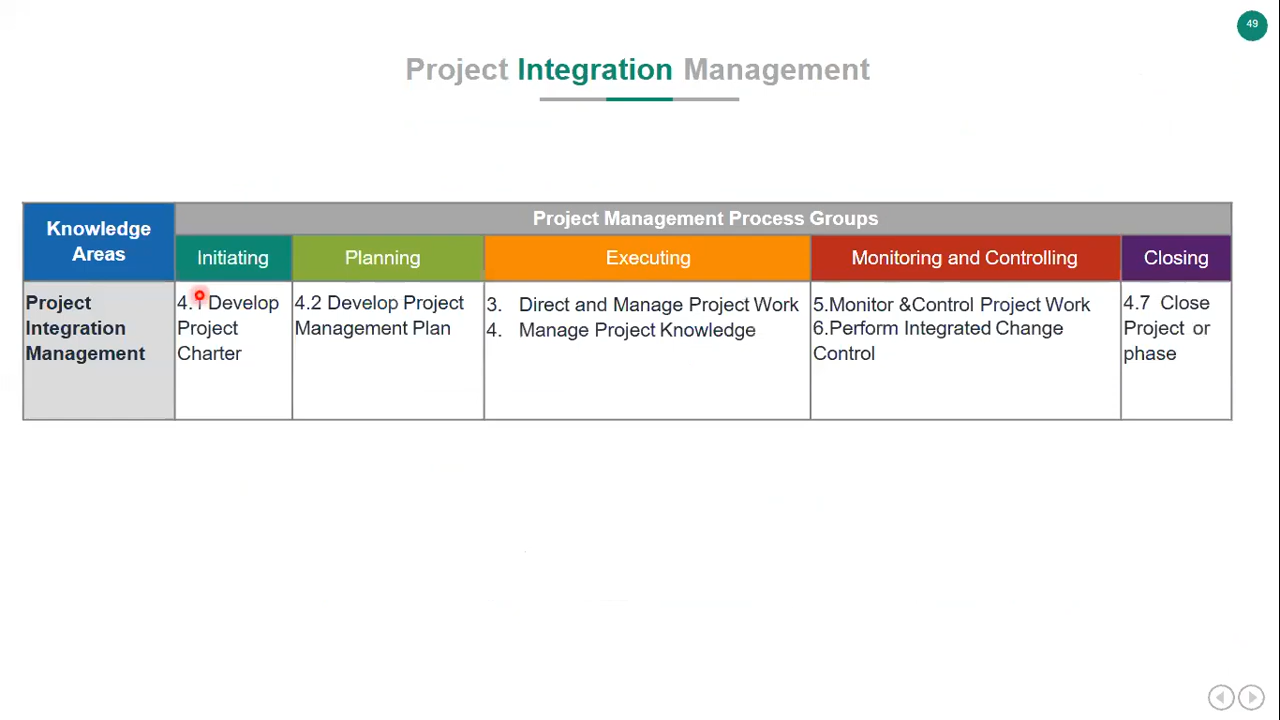 49
Project Integration Management
Knowledge Areas
Project Management Process Groups
Initiating
Planning
Executing
Monitoring and Controlling
Closing
Project
Integration
Management
4.1 Develop
Project
Charter
4.2 Develop Project
Management Plan
3. Direct and Manage Project Work
4. Manage Project Knowledge
5.Monitor &Control Project Work
6.Perform Integrated Change
Control
4.7 Close
Project or
phase